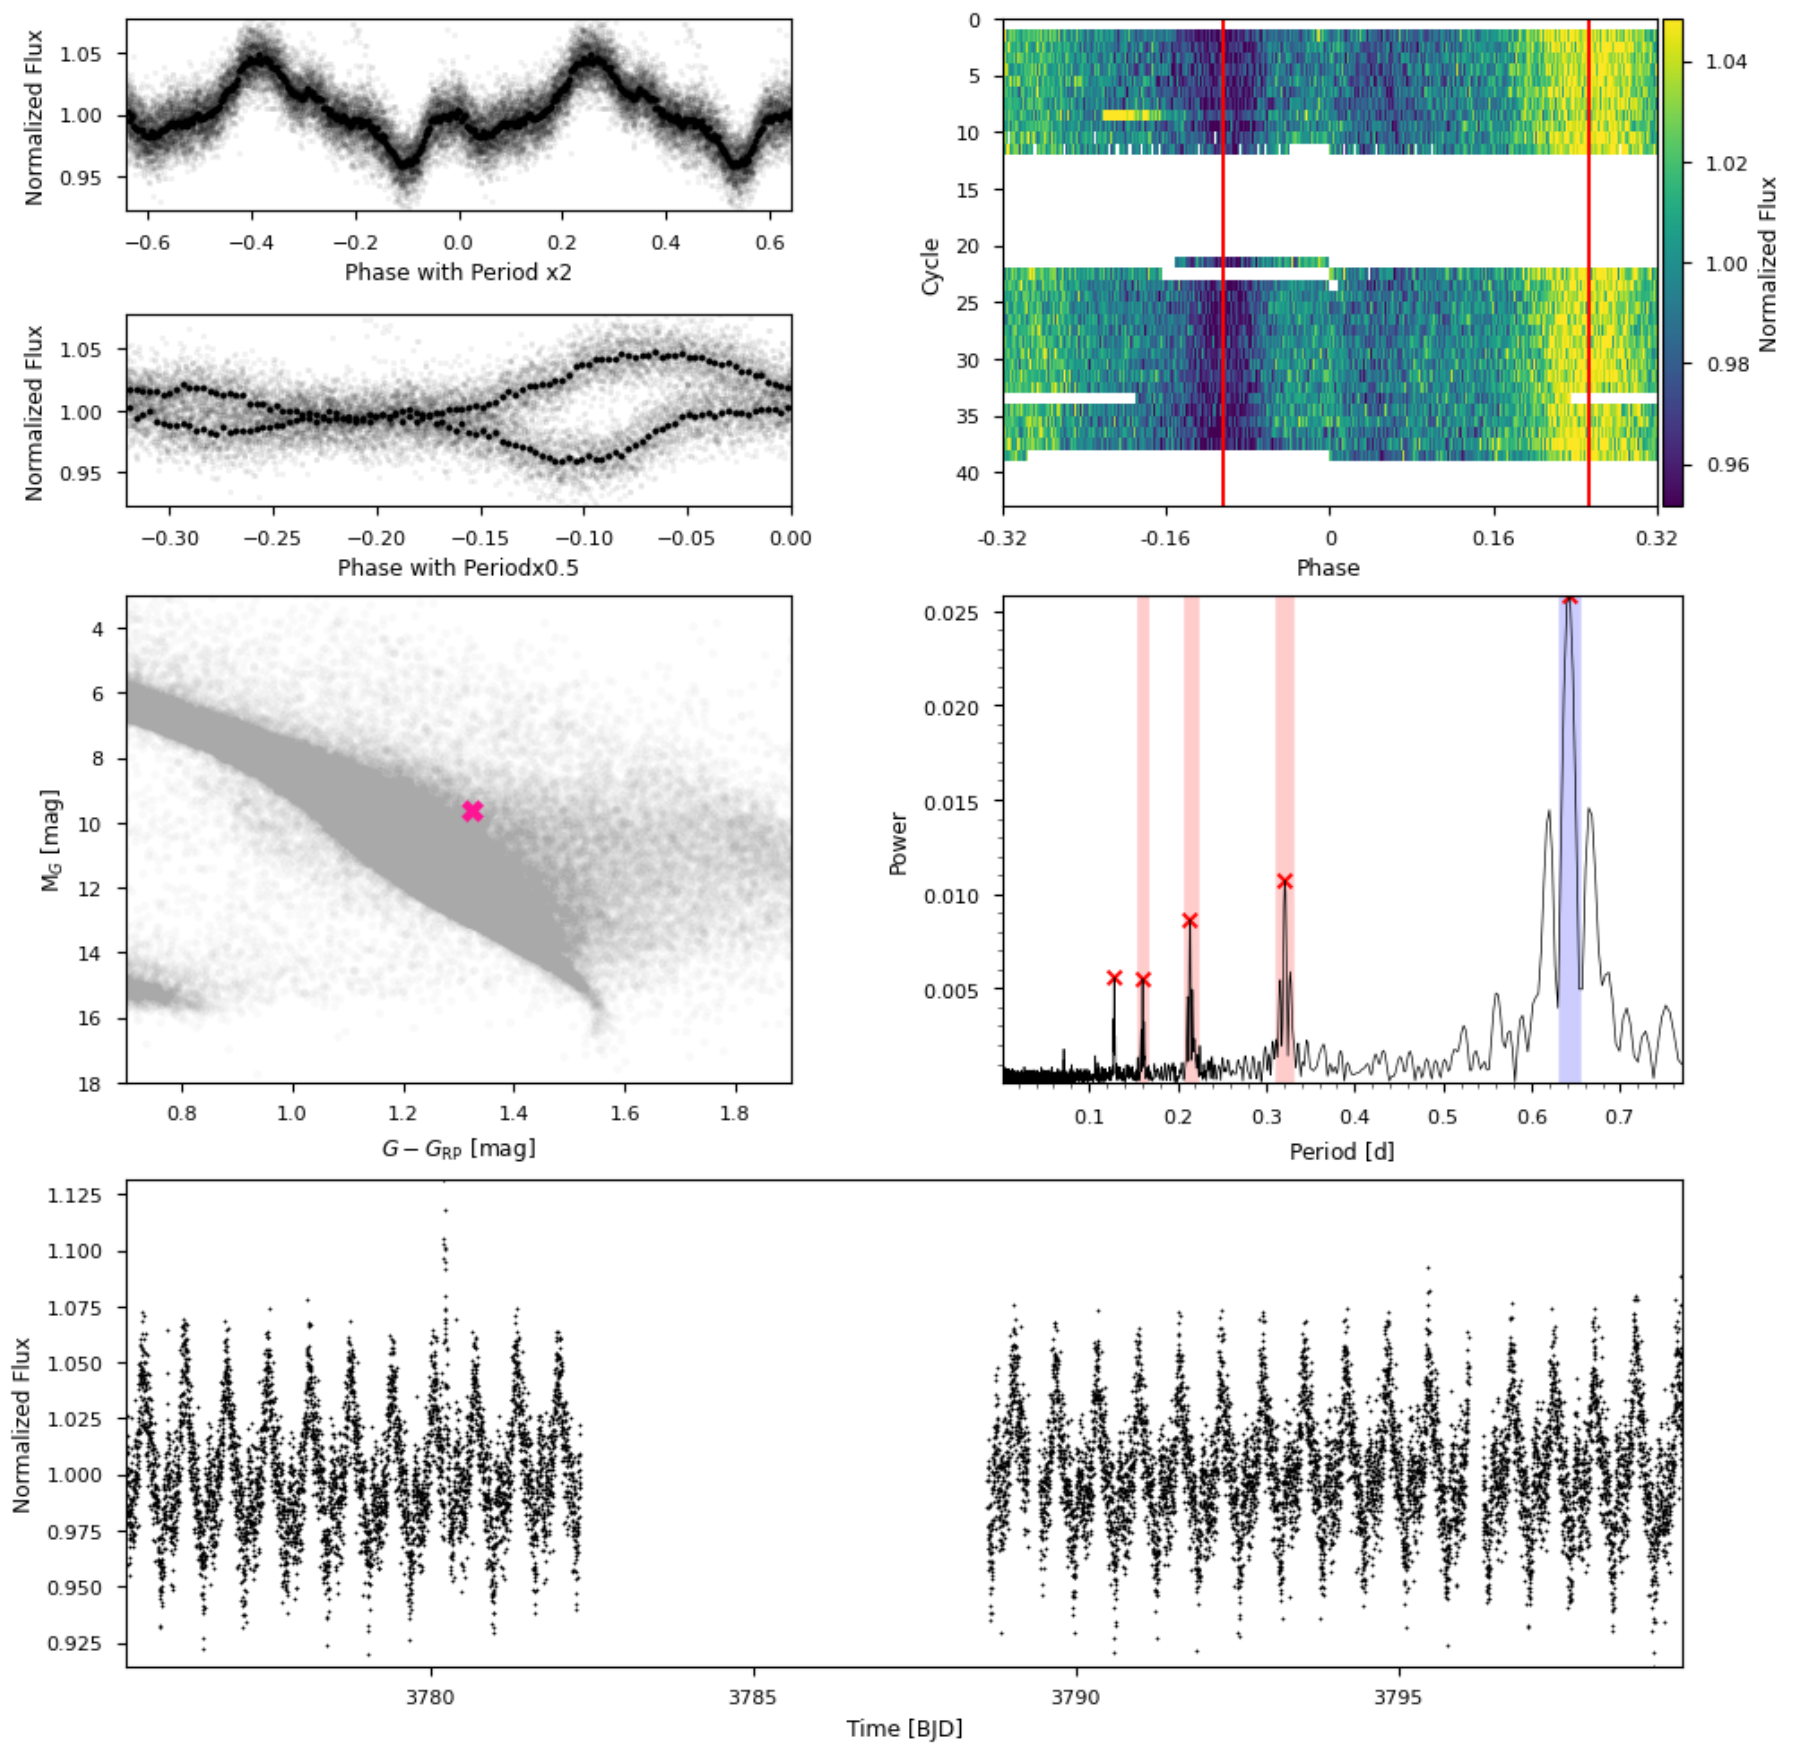 Normalized Flux
1.05
1.00
0.95
−0.6 −0.4 −0.2 0.0 0.2 0.4 0.6
Phase with Period x2
Normalized Flux
1.05
1.00
0.95
−0.30 −0.25 −0.20 −0.15 −0.10 −0.05 0.00
Phase with Periodx0.5
Cycle
0
5
10
15
20
25
30
35
40
-0.32 -0.16 0 0.16 0.32
Phase
1.04
1.02
1.00
0.98
0.96
Normalized Flux
M_G [mag]
4
6
8
10
12
14
16
18
0.8 1.0 1.2 1.4 1.6 1.8
G − G_RP [mag]
Power
0.025
0.020
0.015
0.010
0.005
0.1 0.2 0.3 0.4 0.5 0.6 0.7
Period [d]
Normalized Flux
1.125
1.100
1.075
1.050
1.025
1.000
0.975
0.950
0.925
3780 3785 3790 3795
Time [BJD]